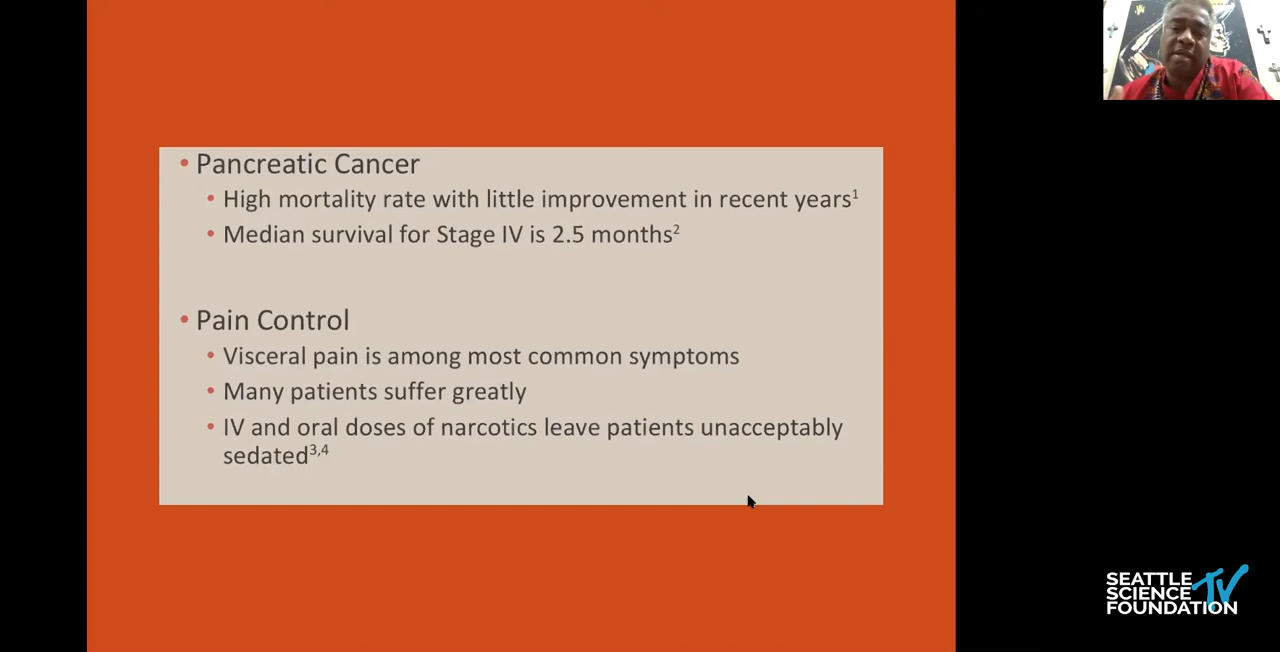 • Pancreatic Cancer
• High mortality rate with little improvement in recent years1
• Median survival for Stage IV is 2.5 months2
• Pain Control
• Visceral pain is among most common symptoms
• Many patients suffer greatly
• IV and oral doses of narcotics leave patients unacceptably
sedated3,4
SEATTLE
SCIENCE TV
FOUNDATION